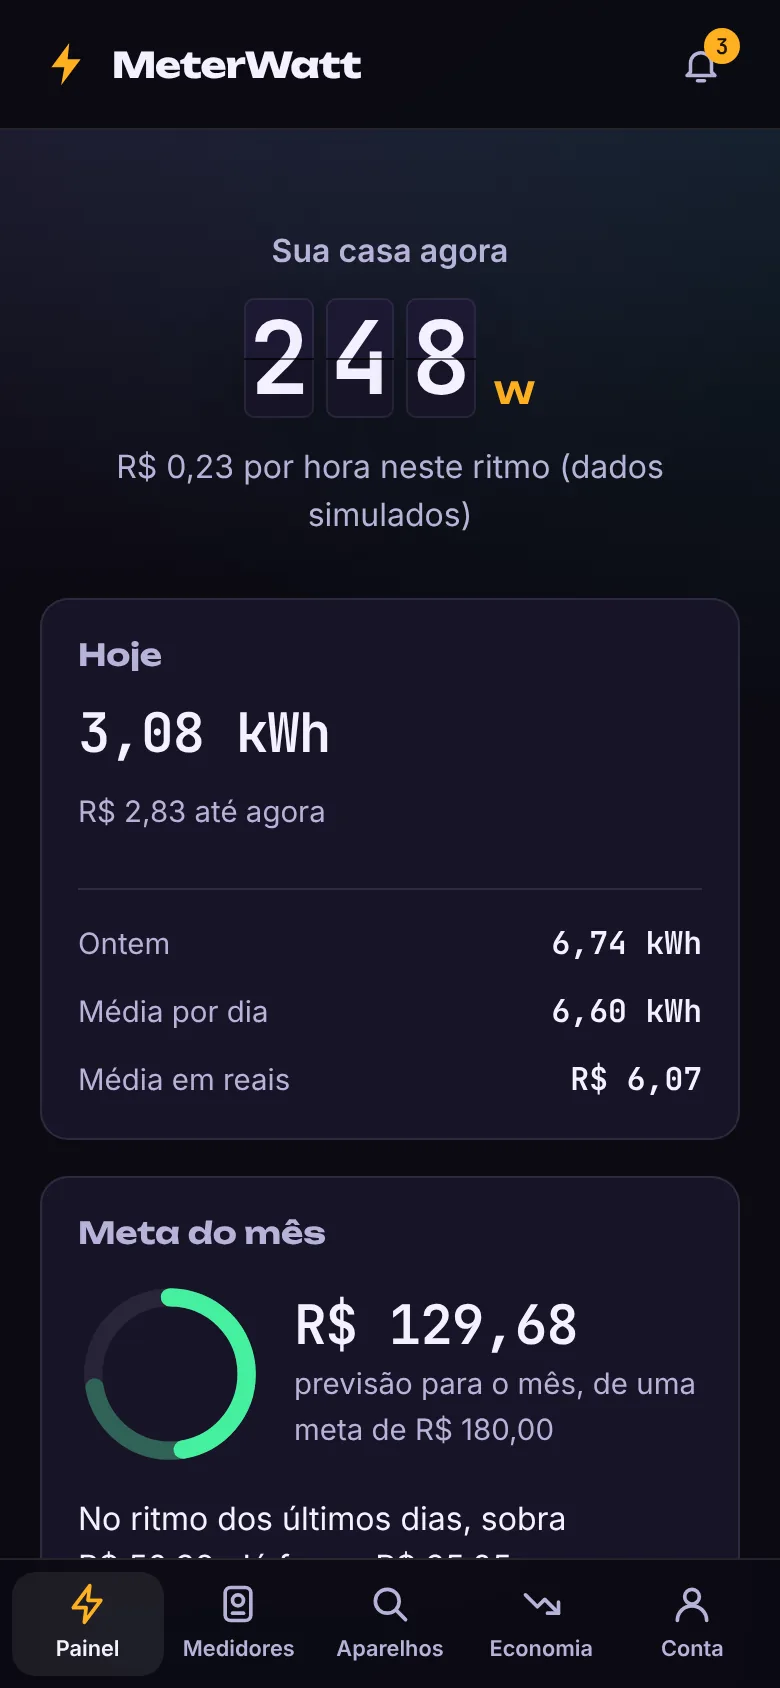 MeterWatt
3
Sua casa agora
248 W
R$ 0,23 por hora neste ritmo (dados
simulados)
Hoje
3,08 kWh
R$ 2,83 até agora
Ontem 6,74 kWh
Média por dia 6,60 kWh
Média em reais R$ 6,07
Meta do mês
R$ 129,68
previsão para o mês, de uma
meta de R$ 180,00
No ritmo dos últimos dias, sobra
Painel Medidores Aparelhos Economia Conta